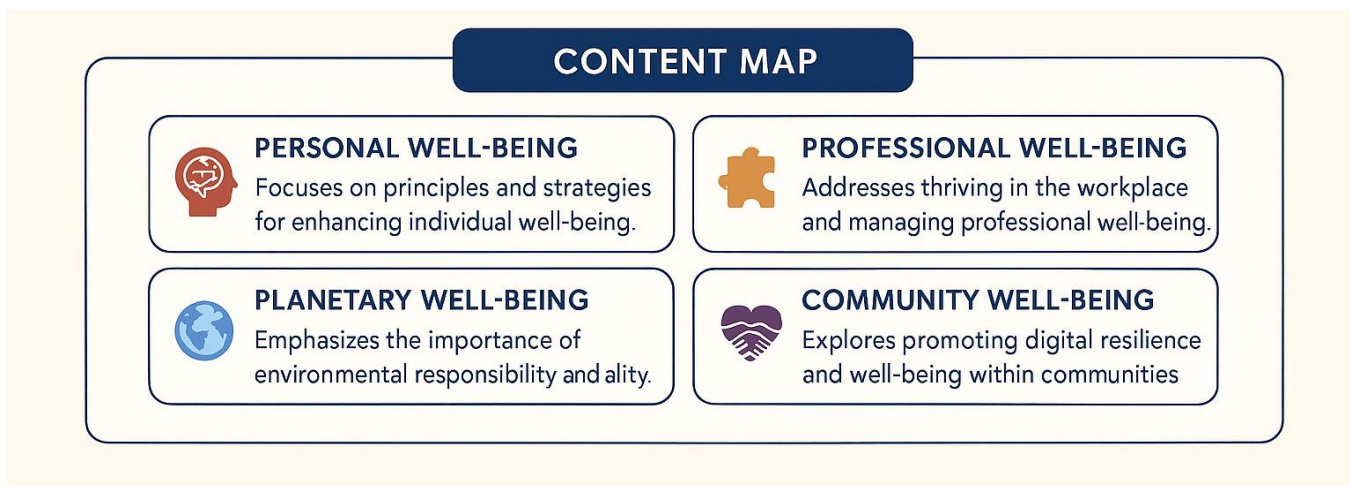 CONTENT MAP
PERSONAL WELL-BEING
Focuses on principles and strategies
for enhancing individual well-being.
PROFESSIONAL WELL-BEING
Addresses thriving in the workplace
and managing professional well-being.
PLANETARY WELL-BEING
Emphasizes the importance of
environmental responsibility and ality.
COMMUNITY WELL-BEING
Explores promoting digital resilience
and well-being within communities